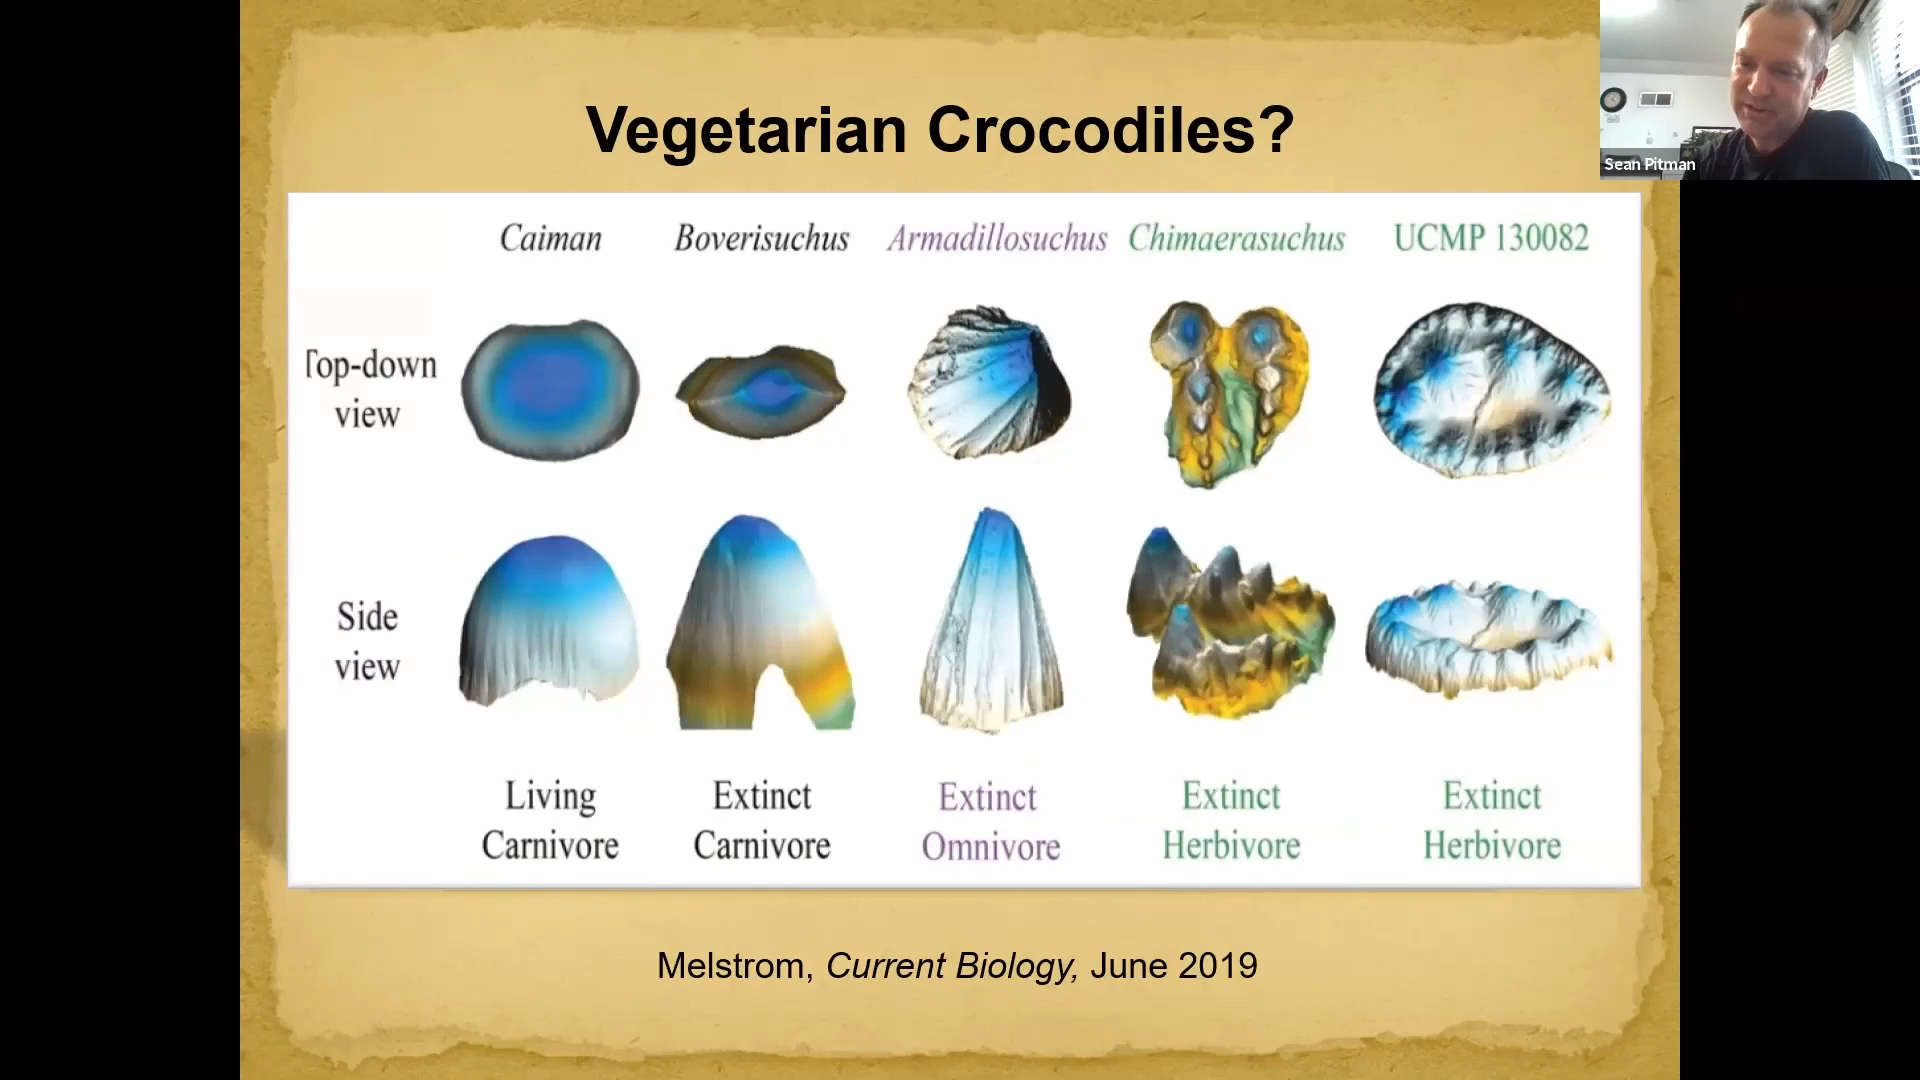 Vegetarian Crocodiles?
Sean Pitman
Caiman Boverisuchus Armadillosuchus Chimaerasuchus UCMP 130082
Top-down
view
Side
view
Living Extinct Extinct Extinct Extinct
Carnivore Carnivore Omnivore Herbivore Herbivore
Melstrom, Current Biology, June 2019